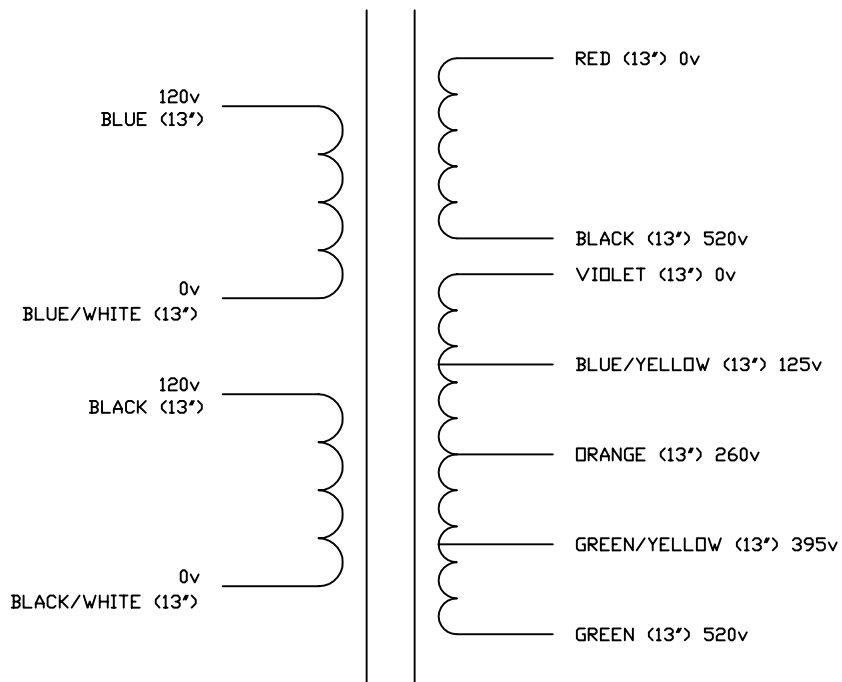 120v
BLUE (13")
0v
BLUE/WHITE (13")
120v
BLACK (13")
0v
BLACK/WHITE (13")
RED (13") 0v
BLACK (13") 520v
VIOLET (13") 0v
BLUE/YELLOW (13") 125v
ORANGE (13") 260v
GREEN/YELLOW (13") 395v
GREEN (13") 520v